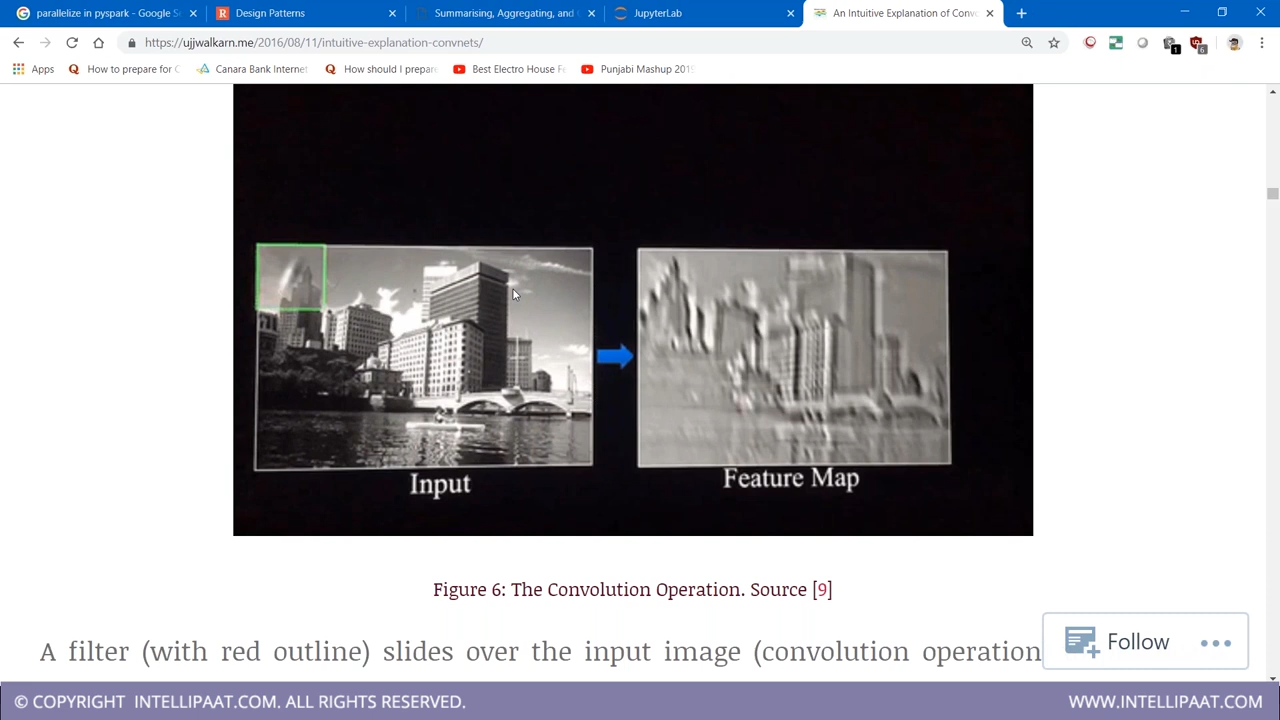 parallelize in pyspark - Google S
Design Patterns
Summarising, Aggregating, and
JupyterLab
An Intuitive Explanation of Conv
https://ujjwalkarn.me/2016/08/11/intuitive-explanation-convnets/
Apps
How to prepare for
Canara Bank Internet
How should I prepare
Best Electro House
Punjabi Mashup 2019
Input
Feature Map
Figure 6: The Convolution Operation. Source [9]
A filter (with red outline) slides over the input image (convolution operation
Follow
© COPYRIGHT INTELLIPAAT.COM. ALL RIGHTS RESERVED.
WWW.INTELLIPAAT.COM